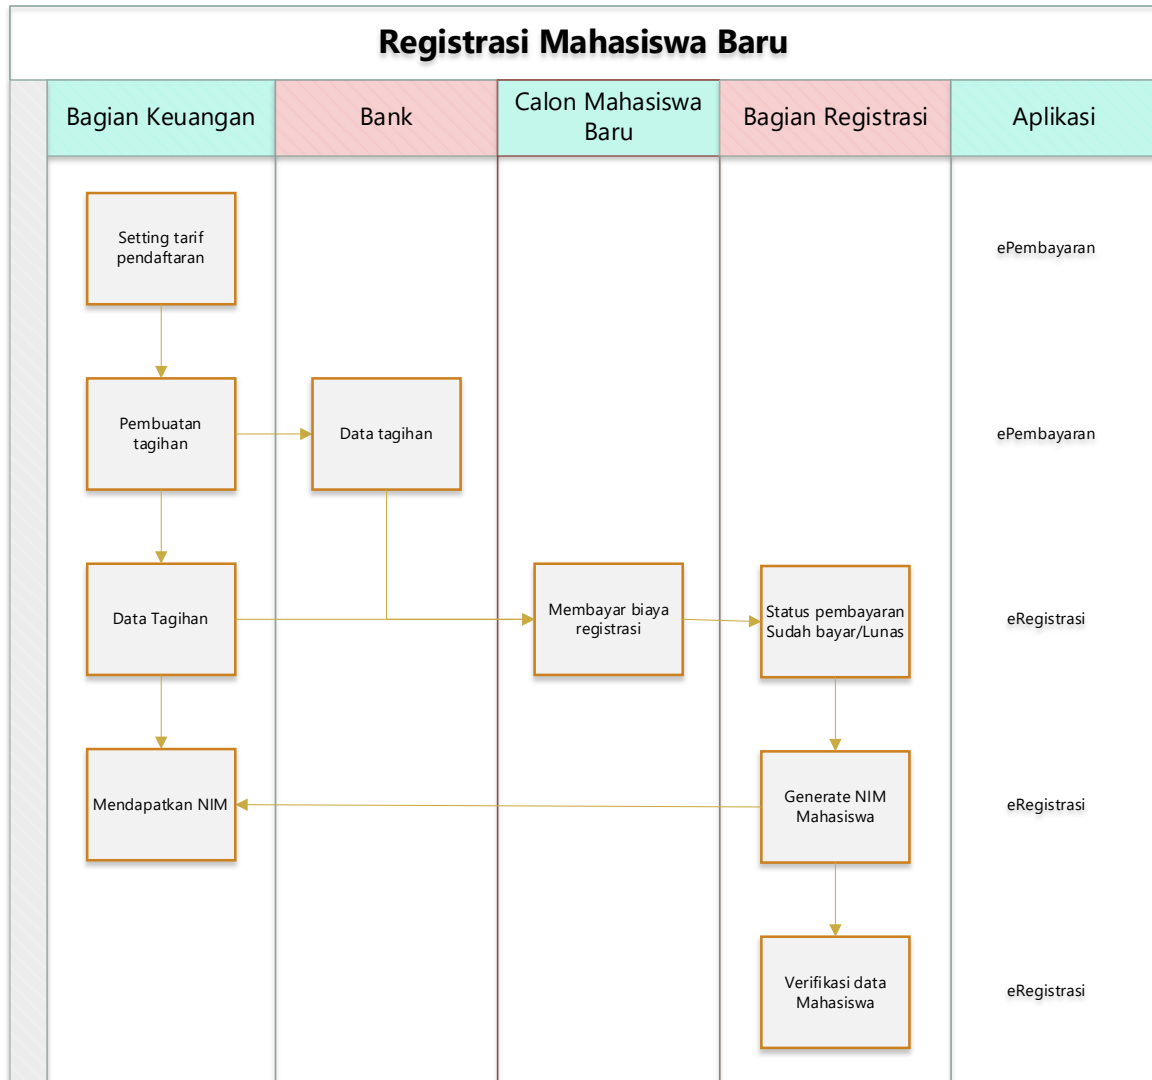 Registrasi Mahasiswa Baru
Bagian Keuangan
Bank
Calon Mahasiswa
Baru
Bagian Registrasi
Aplikasi
Setting tarif
pendaftaran
ePembayaran
Pembuatan
tagihan
Data tagihan
ePembayaran
Data Tagihan
Membayar biaya
registrasi
Status pembayaran
Sudah bayar/Lunas
eRegistrasi
Mendapatkan NIM
Generate NIM
Mahasiswa
eRegistrasi
Verifikasi data
Mahasiswa
eRegistrasi